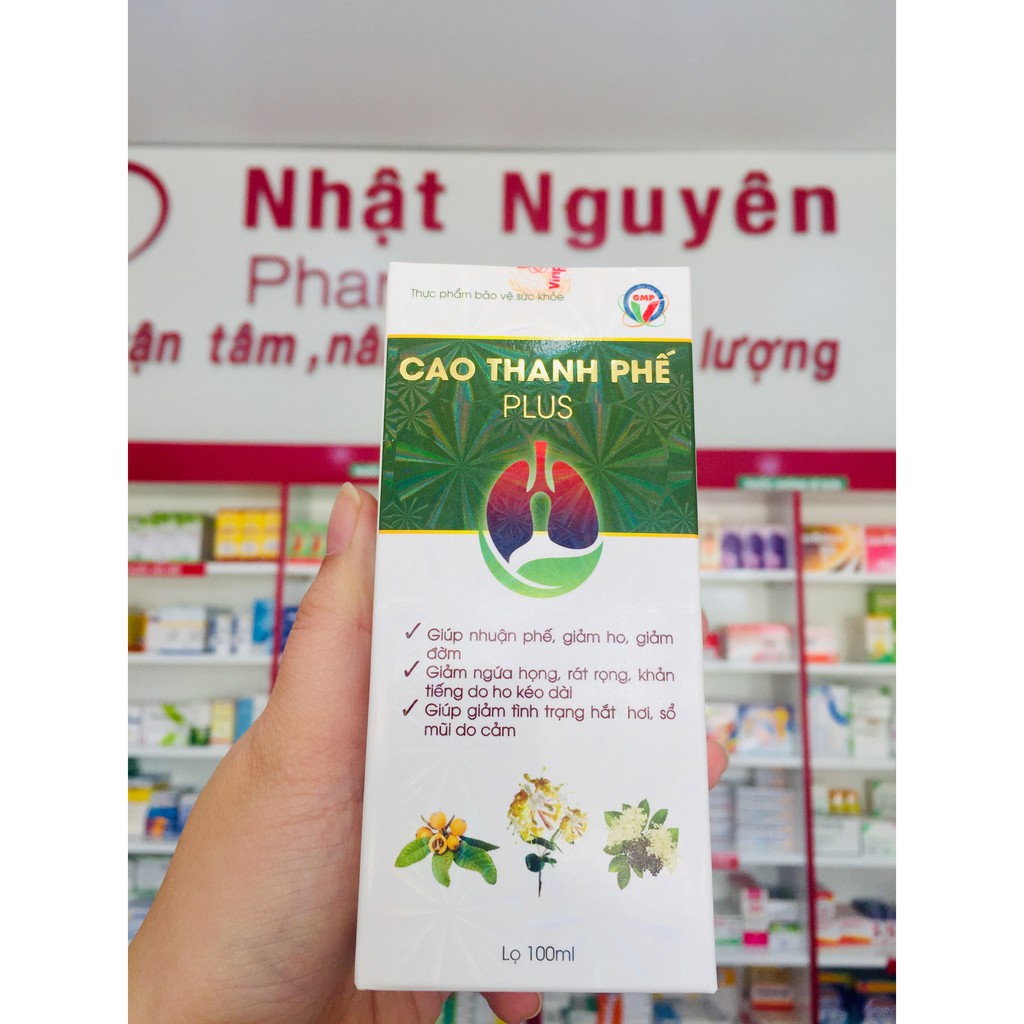 Nhật Nguyên
Phar
ận tâm,nâ lượng
Vinp
Thực phẩm bảo vệ sức khỏe
GMP
CAO THANH PHẾ
PLUS
✓ Giúp nhuận phế, giảm ho, giảm
đờm
✓ Giảm ngứa họng, rát rọng, khản
tiếng do ho kéo dài
✓ Giúp giảm tình trạng hắt hơi, sổ
mũi do cảm
Lọ 100ml